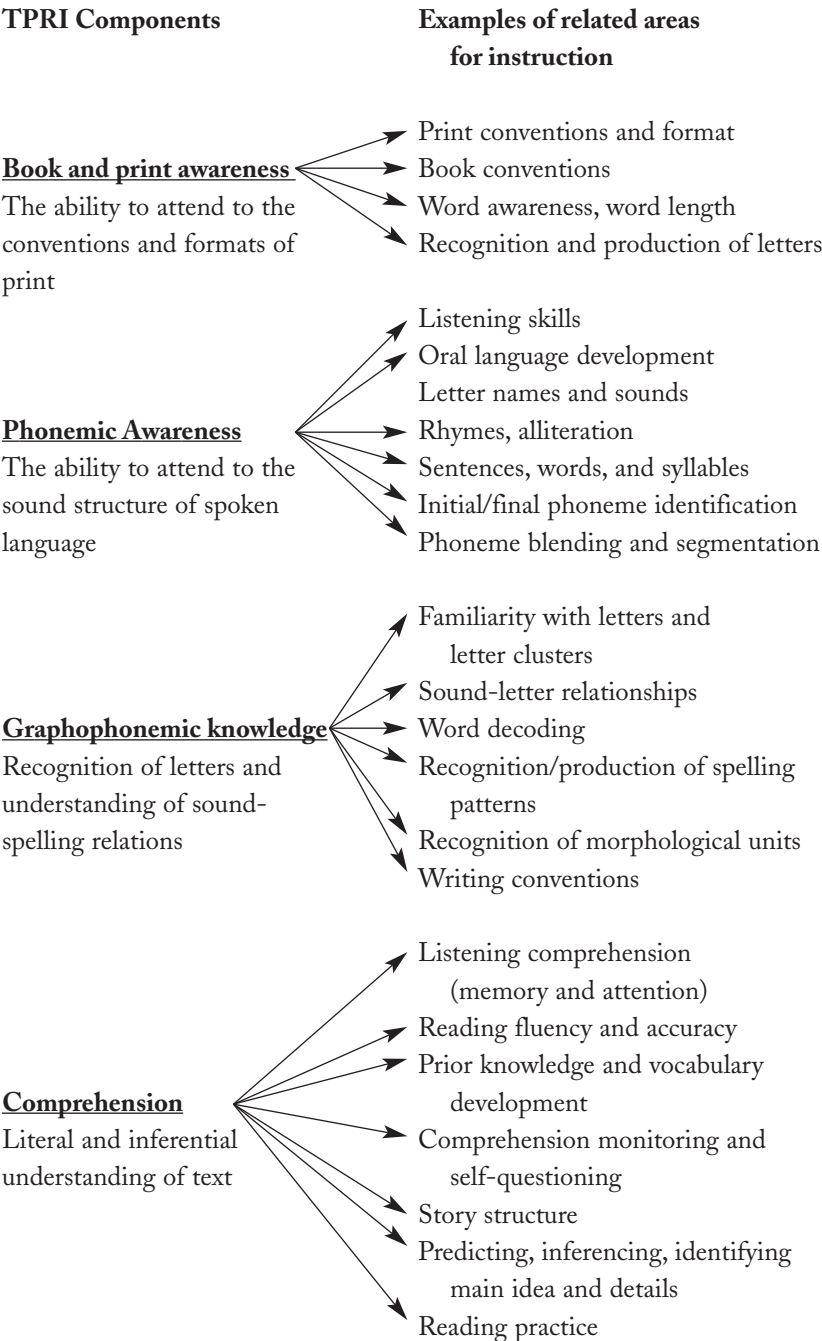 TPRI Components
Examples of related areas
for instruction
Book and print awareness
The ability to attend to the
conventions and formats of
print
Print conventions and format
Book conventions
Word awareness, word length
Recognition and production of letters
Phonemic Awareness
The ability to attend to the
sound structure of spoken
language
Listening skills
Oral language development
Letter names and sounds
Rhymes, alliteration
Sentences, words, and syllables
Initial/final phoneme identification
Phoneme blending and segmentation
Graphophonemic knowledge
Recognition of letters and
understanding of sound-
spelling relations
Familiarity with letters and
letter clusters
Sound-letter relationships
Word decoding
Recognition/production of spelling
patterns
Recognition of morphological units
Writing conventions
Comprehension
Literal and inferential
understanding of text
Listening comprehension
(memory and attention)
Reading fluency and accuracy
Prior knowledge and vocabulary
development
Comprehension monitoring and
self-questioning
Story structure
Predicting, inferencing, identifying
main idea and details
Reading practice